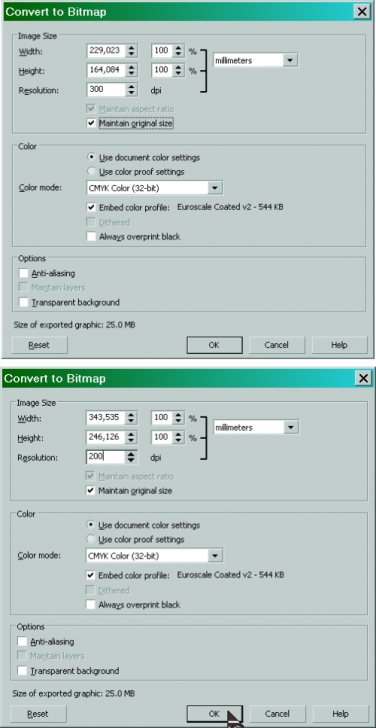 Convert to Bitmap
Image Size
Width: 229,023 100 % millimeters
Height: 164,084 100 %
Resolution: 300 dpi
Maintain aspect ratio
Maintain original size
Color
Use document color settings
Use color proof settings
Color mode: CMYK Color (32-bit)
Embed color profile: Euroscale Coated v2 - 544 KB
Dithered
Always overprint black
Options
Anti-aliasing
Maintain layers
Transparent background
Size of exported graphic: 25.0 MB
Reset OK Cancel Help
Convert to Bitmap
Image Size
Width: 343,535 100 % millimeters
Height: 246,126 100 %
Resolution: 200 dpi
Maintain aspect ratio
Maintain original size
Color
Use document color settings
Use color proof settings
Color mode: CMYK Color (32-bit)
Embed color profile: Euroscale Coated v2 - 544 KB
Dithered
Always overprint black
Options
Anti-aliasing
Maintain layers
Transparent background
Size of exported graphic: 25.0 MB
Reset OK Cancel Help